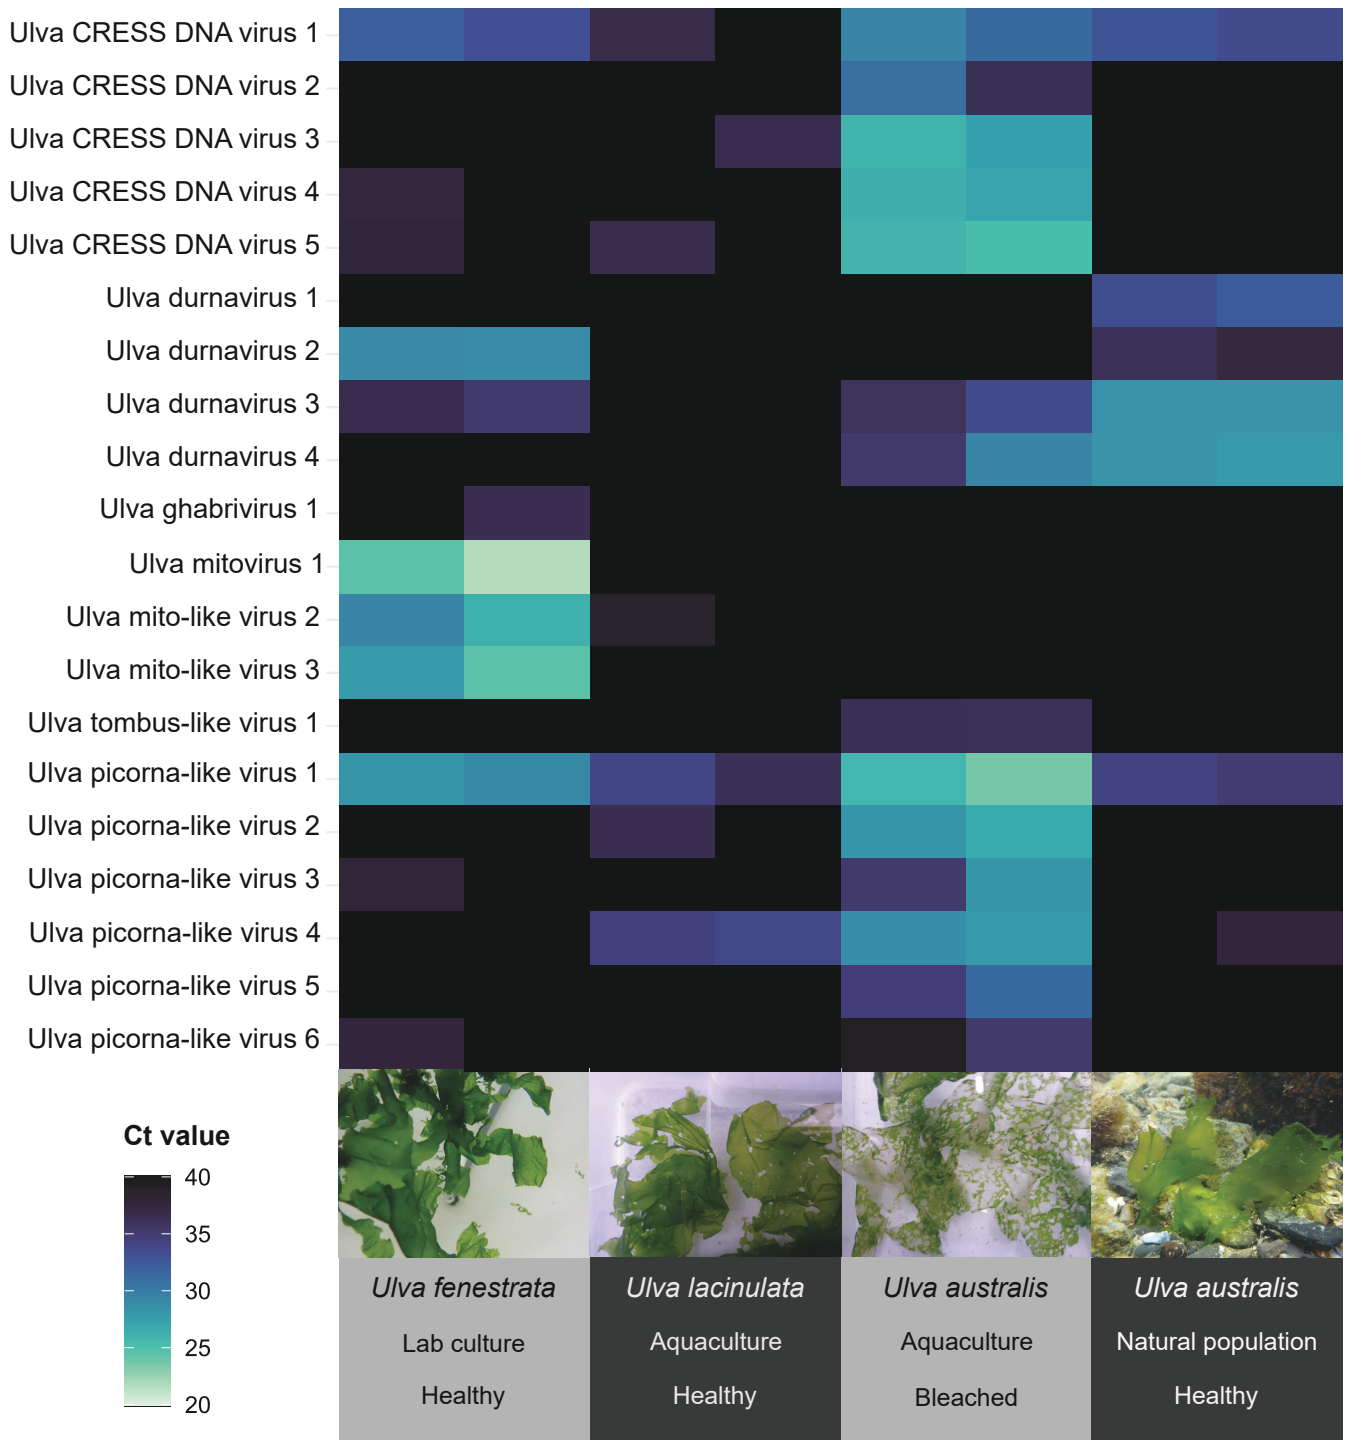 Ulva CRESS DNA virus 1
Ulva CRESS DNA virus 2
Ulva CRESS DNA virus 3
Ulva CRESS DNA virus 4
Ulva CRESS DNA virus 5
Ulva durnavirus 1
Ulva durnavirus 2
Ulva durnavirus 3
Ulva durnavirus 4
Ulva ghabrivirus 1
Ulva mitovirus 1
Ulva mito-like virus 2
Ulva mito-like virus 3
Ulva tombus-like virus 1
Ulva picorna-like virus 1
Ulva picorna-like virus 2
Ulva picorna-like virus 3
Ulva picorna-like virus 4
Ulva picorna-like virus 5
Ulva picorna-like virus 6
Ct value
40
35
30
25
20
Ulva fenestrata
Lab culture
Healthy
Ulva lacinulata
Aquaculture
Healthy
Ulva australis
Aquaculture
Bleached
Ulva australis
Natural population
Healthy